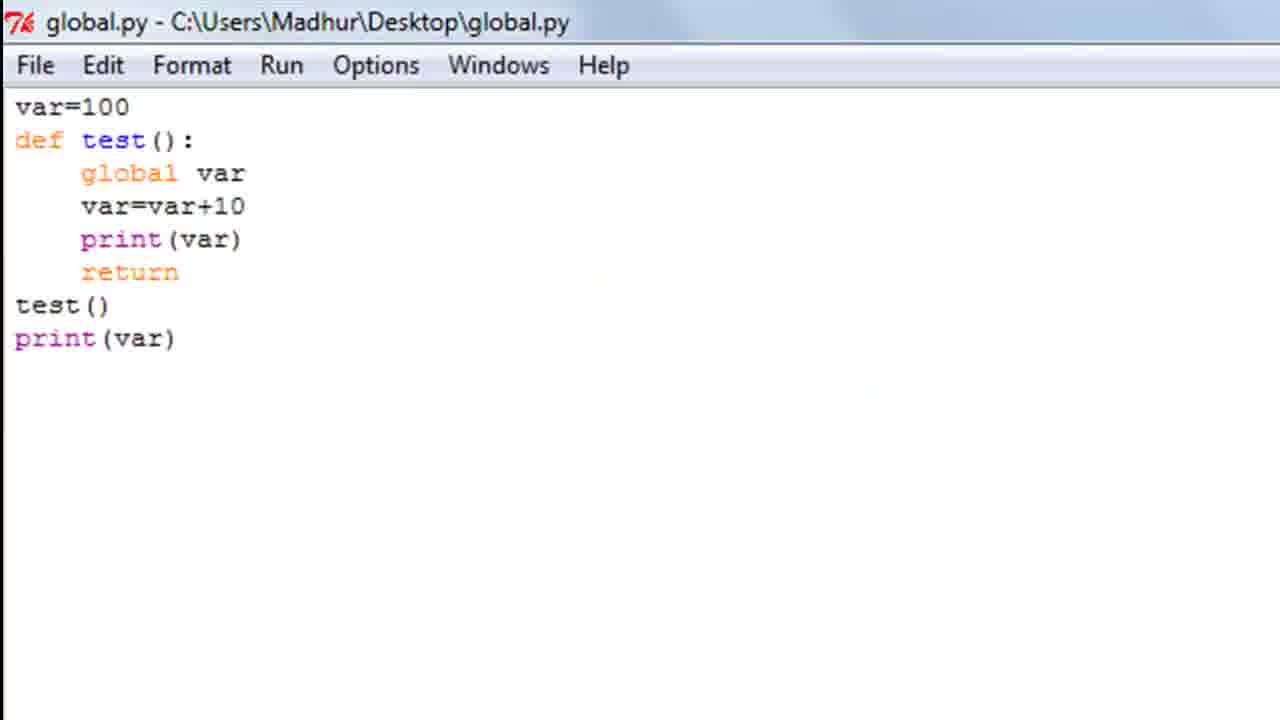 global.py - C:\Users\Madhur\Desktop\global.py
File Edit Format Run Options Windows Help
var=100
def test():
    global var
    var=var+10
    print(var)
    return
test()
print(var)